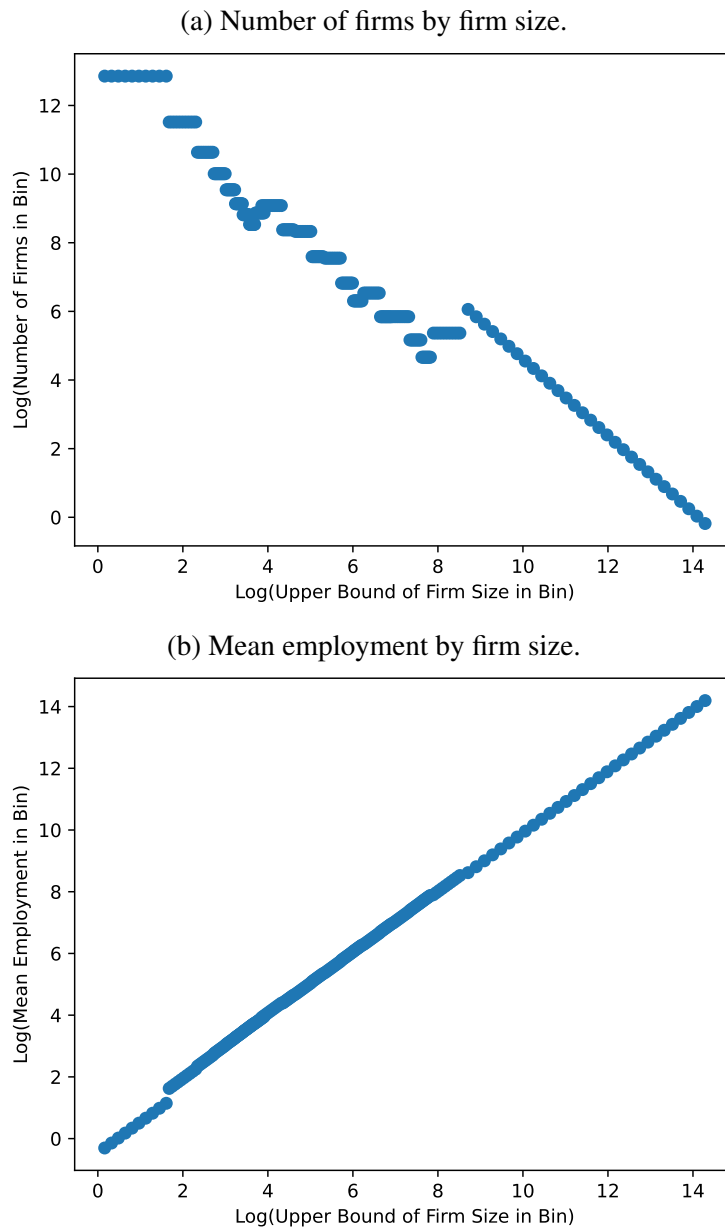 (a) Number of firms by firm size.
12
10
8
6
4
2
0
Log(Number of Firms in Bin)
0 2 4 6 8 10 12 14
Log(Upper Bound of Firm Size in Bin)
(b) Mean employment by firm size.
14
12
10
8
6
4
2
0
Log(Mean Employment in Bin)
0 2 4 6 8 10 12 14
Log(Upper Bound of Firm Size in Bin)